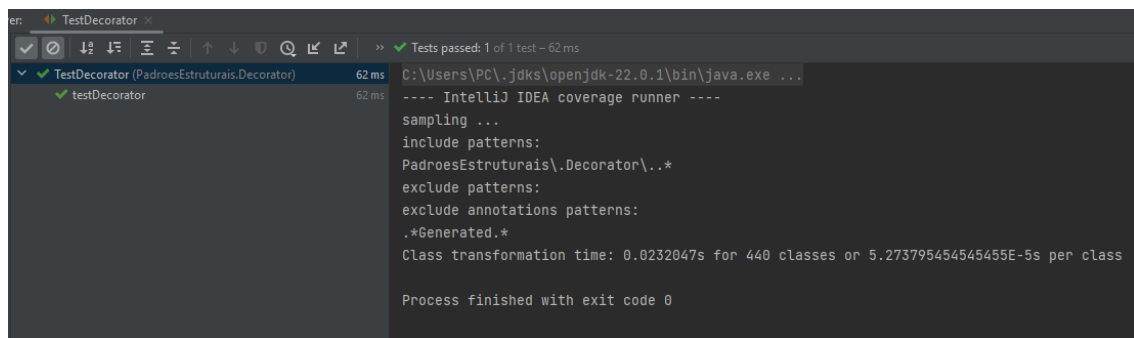 er: TestDecorator
Tests passed: 1 of 1 test – 62 ms
TestDecorator (PadroesEstruturais.Decorator) 62 ms
testDecorator 62 ms
C:\Users\PC\.jdks\openjdk-22.0.1\bin\java.exe ...
---- IntelliJ IDEA coverage runner ----
sampling ...
include patterns:
PadroesEstruturais\.Decorator\..*
exclude patterns:
exclude annotations patterns:
.*Generated.*
Class transformation time: 0.0232047s for 440 classes or 5.273795454545455E-5s per class
Process finished with exit code 0